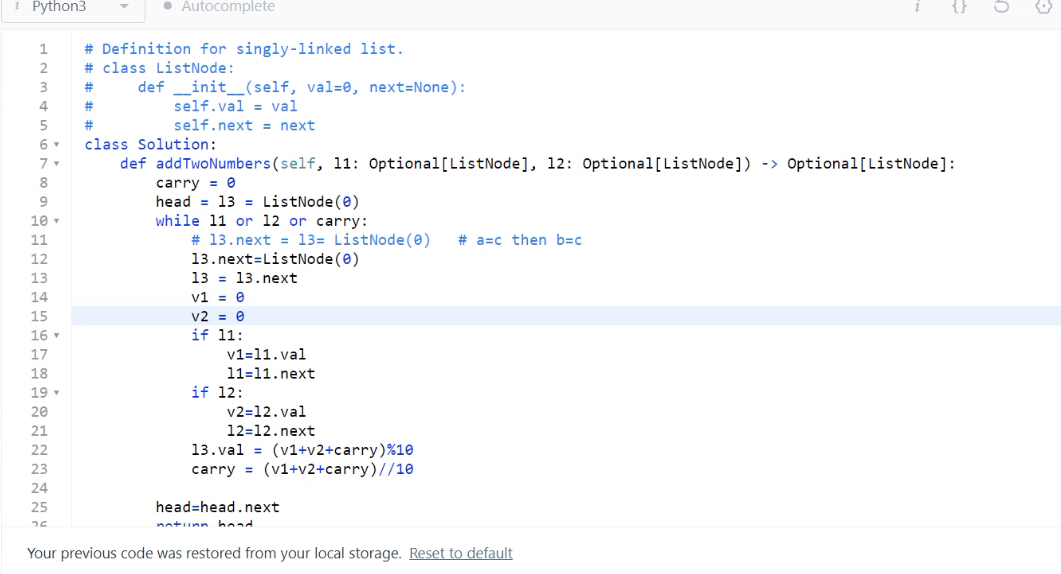 i Python3 Autocomplete i {}
1 # Definition for singly-linked list.
2 # class ListNode:
3 #     def __init__(self, val=0, next=None):
4 #         self.val = val
5 #         self.next = next
6 class Solution:
7     def addTwoNumbers(self, l1: Optional[ListNode], l2: Optional[ListNode]) -> Optional[ListNode]:
8         carry = 0
9         head = l3 = ListNode(0)
10         while l1 or l2 or carry:
11             # l3.next = l3= ListNode(0)   # a=c then b=c
12             l3.next=ListNode(0)
13             l3 = l3.next
14             v1 = 0
15             v2 = 0
16             if l1:
17                 v1=l1.val
18                 l1=l1.next
19             if l2:
20                 v2=l2.val
21                 l2=l2.next
22             l3.val = (v1+v2+carry)%10
23             carry = (v1+v2+carry)//10
24
25         head=head.next
26         return head
Your previous code was restored from your local storage. Reset to default